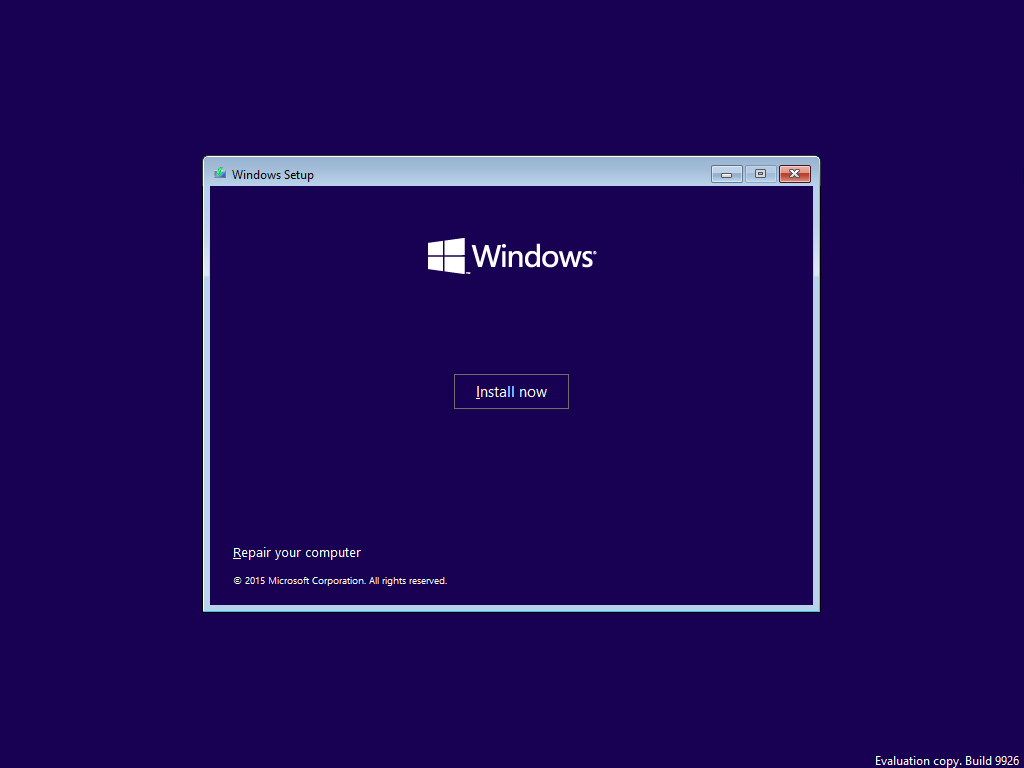 Windows Setup
Windows®
Install now
Repair your computer
© 2015 Microsoft Corporation. All rights reserved.
Evaluation copy. Build 9926